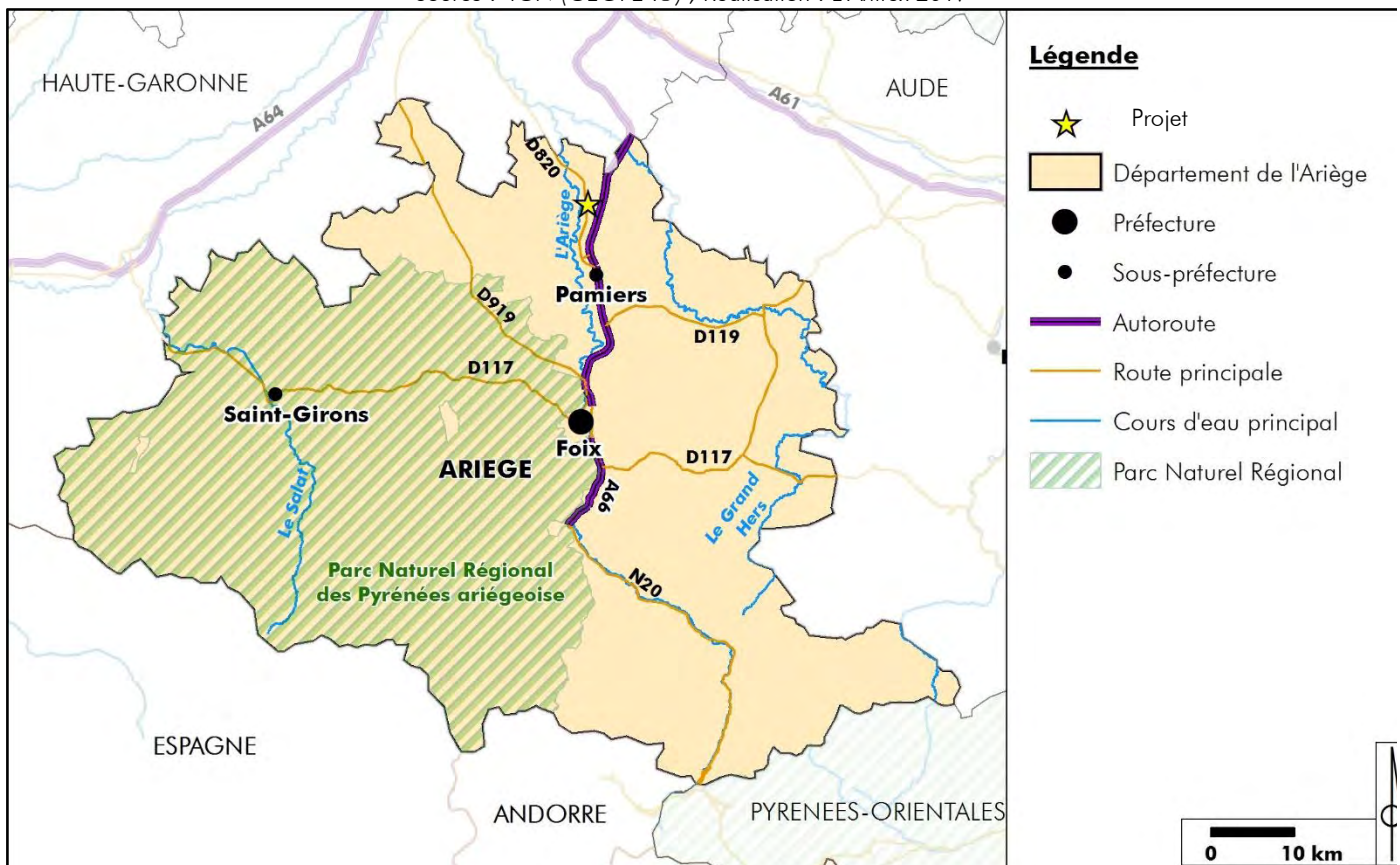 HAUTE-GARONNE
A64
A61
AUDE
D820
L'Ariège
Pamiers
D919
D119
D117
Saint-Girons
Foix
D117
ARIEGE
A66
Le Salat
Le Grand
Hers
Parc Naturel Régional
des Pyrénées ariégeoise
N20
ESPAGNE
ANDORRE
PYRENEES-ORIENTALES
Légende
Projet
Département de l'Ariège
Préfecture
Sous-préfecture
Autoroute
Route principale
Cours d'eau principal
Parc Naturel Régional
0 10 km